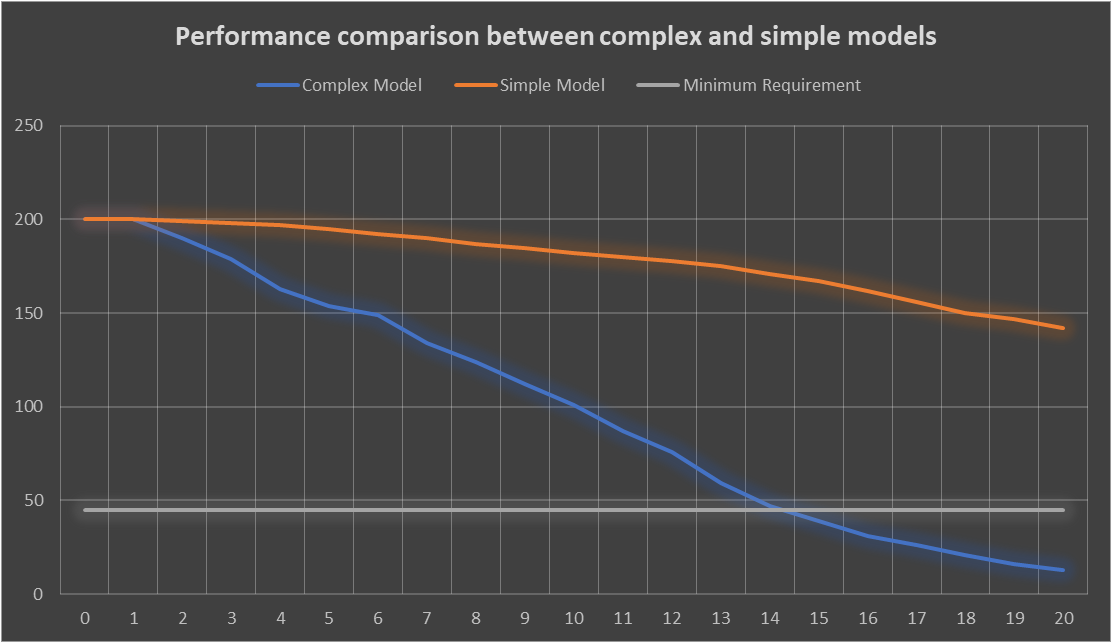 Performance comparison between complex and simple models
Complex Model Simple Model Minimum Requirement
250
200
150
100
50
0
0 1 2 3 4 5 6 7 8 9 10 11 12 13 14 15 16 17 18 19 20